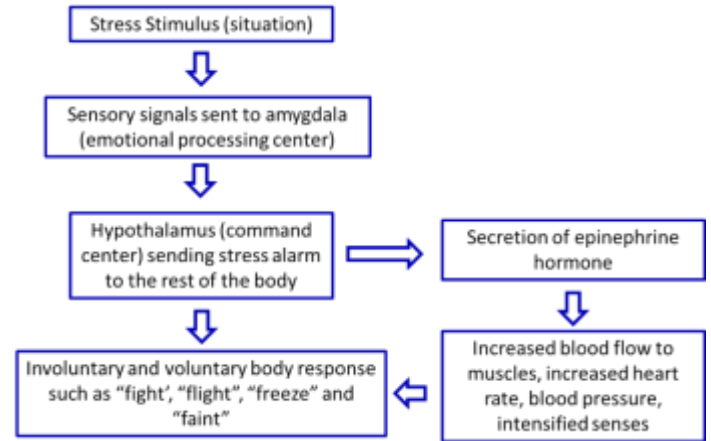 Stress Stimulus (situation)
Sensory signals sent to amygdala
(emotional processing center)
Hypothalamus (command
center) sending stress alarm
to the rest of the body
Secretion of epinephrine
hormone
Increased blood flow to
muscles, increased heart
rate, blood pressure,
intensified senses
Involuntary and voluntary body response
such as “fight’, “flight”, “freeze” and
“faint”